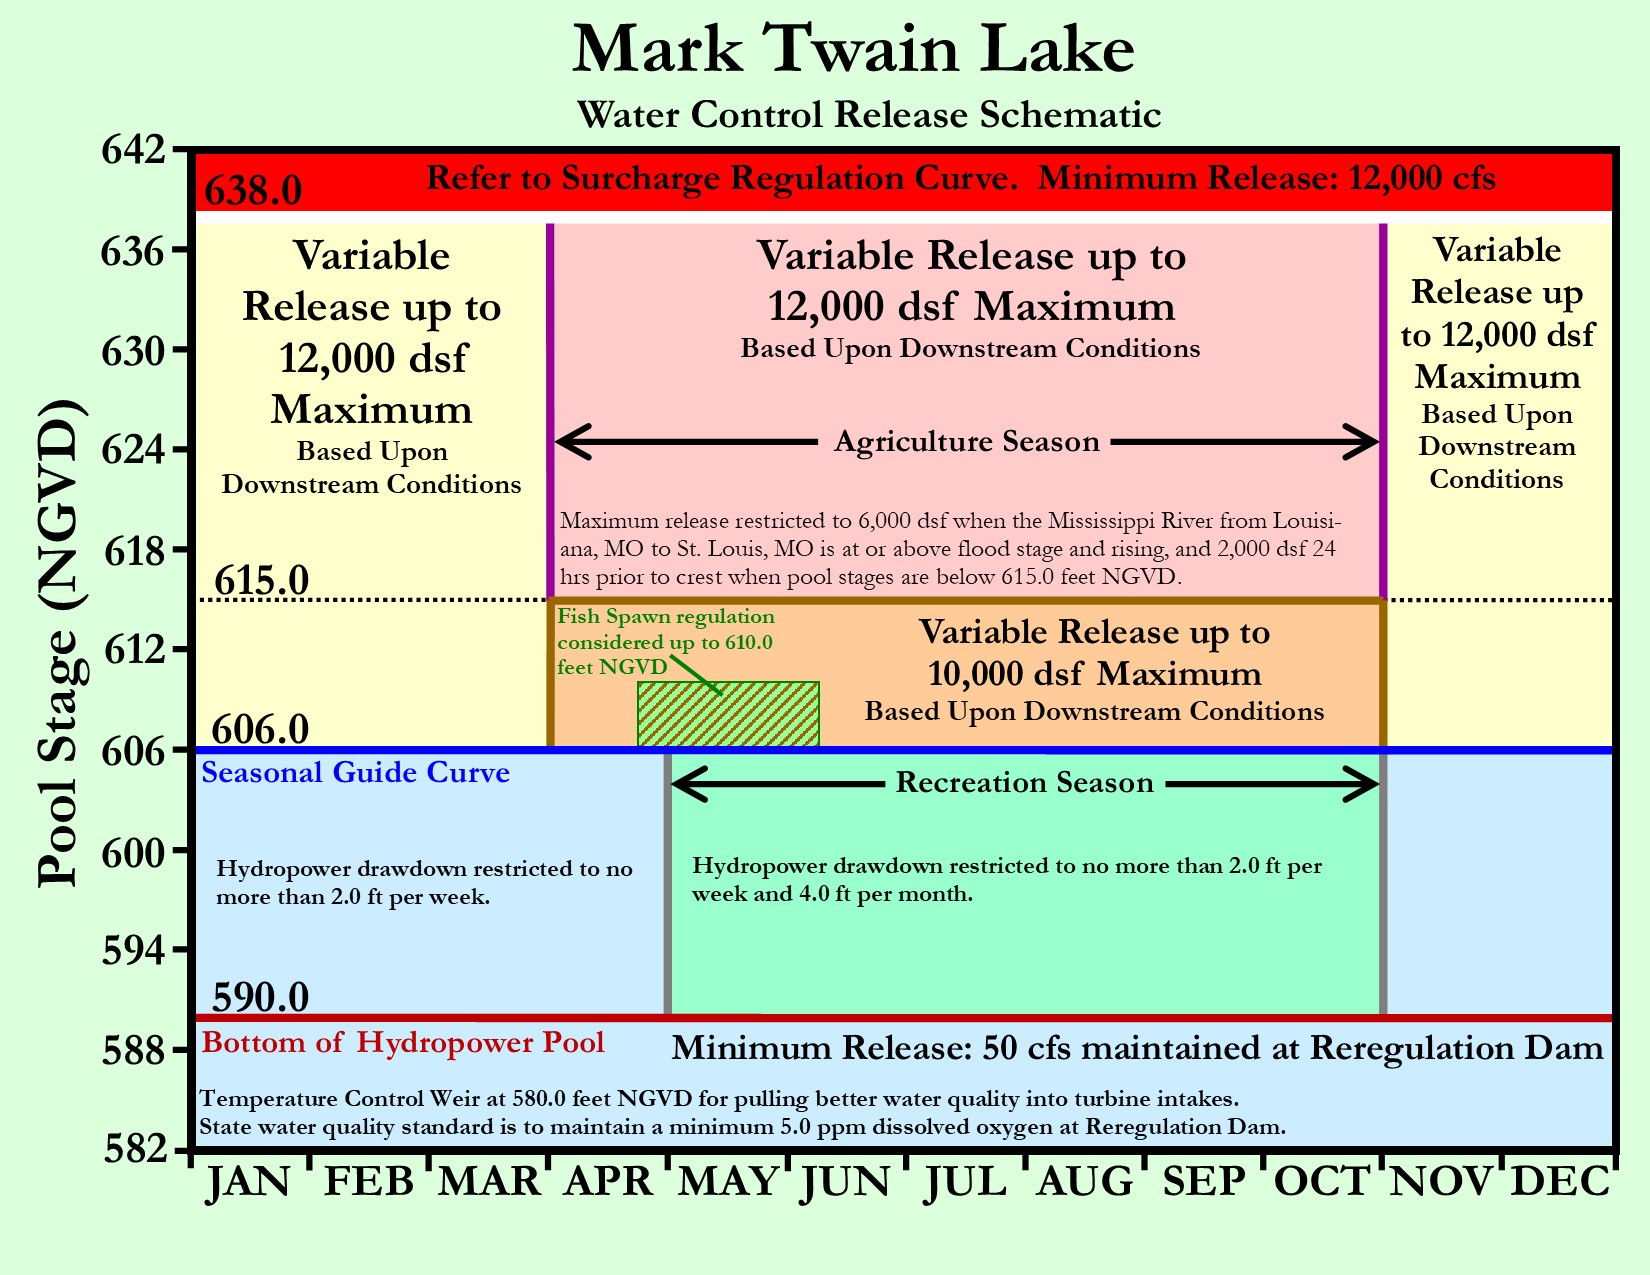 Mark Twain Lake
Water Control Release Schematic
Pool Stage (NGVD)
642
636
630
624
618
612
606
600
594
588
582
638.0
Refer to Surcharge Regulation Curve.  Minimum Release: 12,000 cfs
Variable
Release up to
12,000 dsf
Maximum
Based Upon
Downstream Conditions
Variable Release up to
12,000 dsf Maximum
Based Upon Downstream Conditions
Agriculture Season
Maximum release restricted to 6,000 dsf when the Mississippi River from Louisi-
ana, MO to St. Louis, MO is at or above flood stage and rising, and 2,000 dsf 24
hrs prior to crest when pool stages are below 615.0 feet NGVD.
Variable
Release up
to 12,000 dsf
Maximum
Based Upon
Downstream
Conditions
615.0
Fish Spawn regulation
considered up to 610.0
feet NGVD
Variable Release up to
10,000 dsf Maximum
Based Upon Downstream Conditions
606.0
Seasonal Guide Curve
Recreation Season
Hydropower drawdown restricted to no
more than 2.0 ft per week.
Hydropower drawdown restricted to no more than 2.0 ft per
week and 4.0 ft per month.
590.0
Bottom of Hydropower Pool
Minimum Release: 50 cfs maintained at Reregulation Dam
Temperature Control Weir at 580.0 feet NGVD for pulling better water quality into turbine intakes.
State water quality standard is to maintain a minimum 5.0 ppm dissolved oxygen at Reregulation Dam.
JAN FEB MAR APR MAY JUN JUL AUG SEP OCT NOV DEC